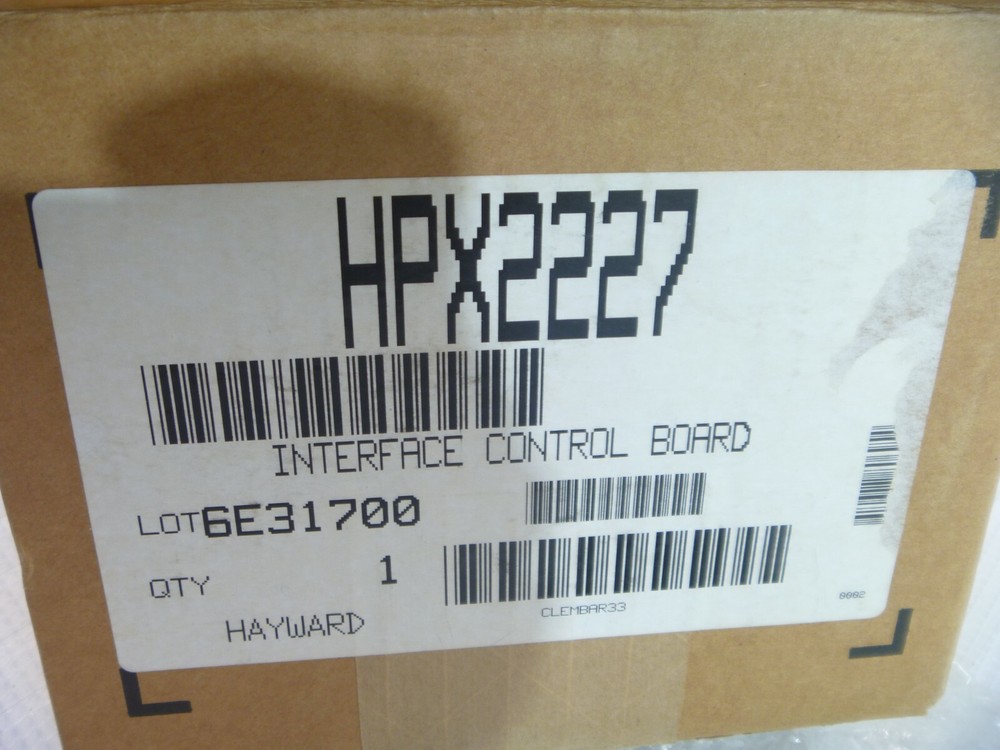 HPX2227
INTERFACE CONTROL BOARD
LOT6E31700
QTY 1
CLEMBAR33
0002
HAYWARD